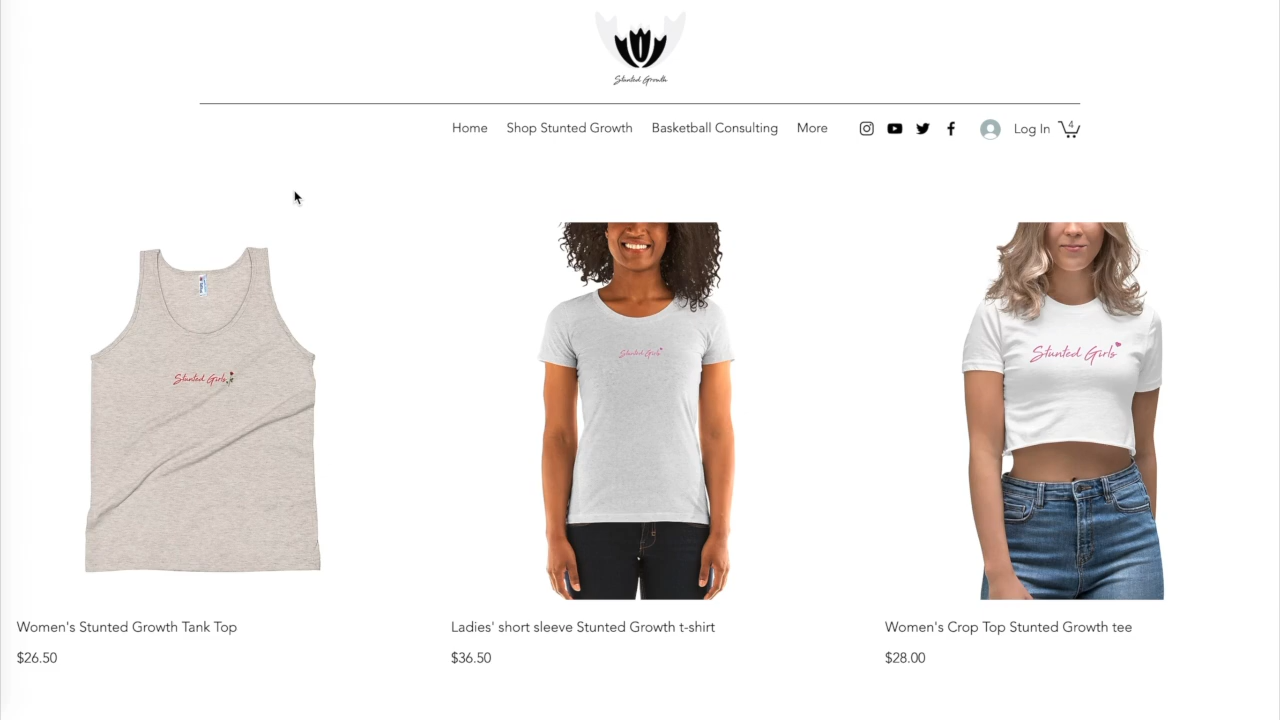 Stunted Growth
Home Shop Stunted Growth Basketball Consulting More Log In 4
Stunted Girls
Stunted Girls
Stunted Girls
Women's Stunted Growth Tank Top
Ladies' short sleeve Stunted Growth t-shirt
Women's Crop Top Stunted Growth tee
$26.50
$36.50
$28.00